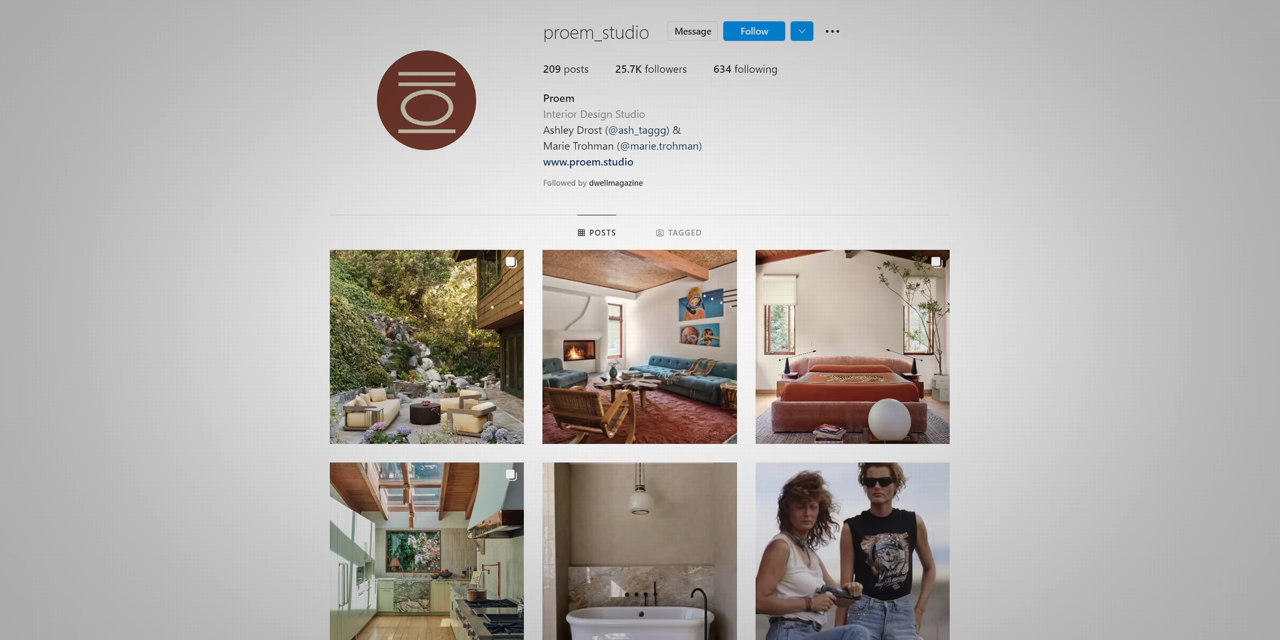 proem_studio Message Follow
209 posts 25.7K followers 634 following
Proem
Interior Design Studio
Ashley Drost (@ash_taggg) &
Marie Trohman (@marie.trohman)
www.proem.studio
Followed by dwellmagazine
POSTS TAGGED